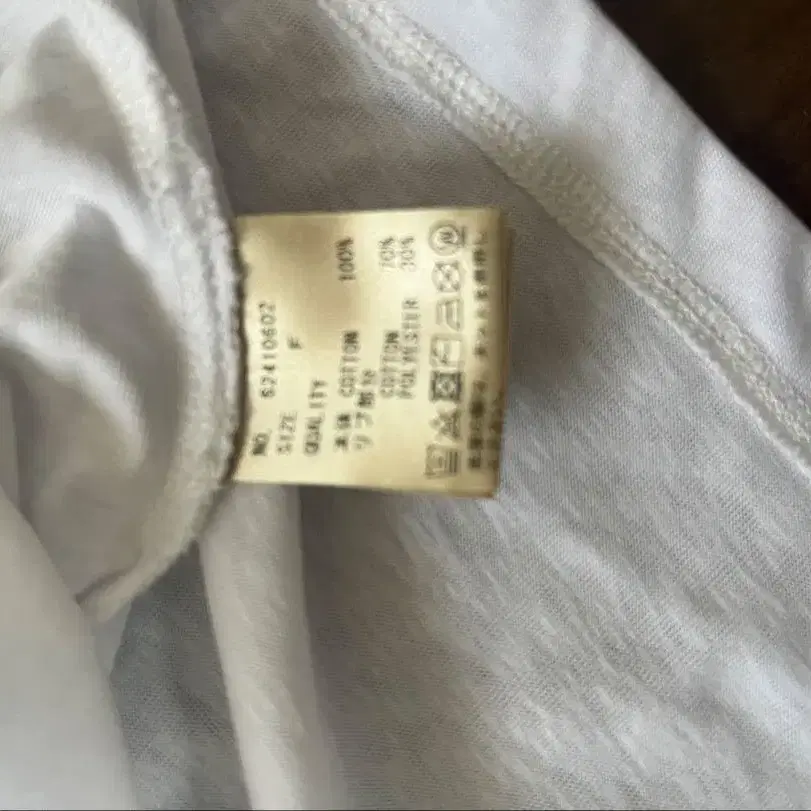 NO. 62410602
SIZE F
QUALITY
本体 COTTON 100%
リブ部分 COTTON 70%
POLYESTER 30%